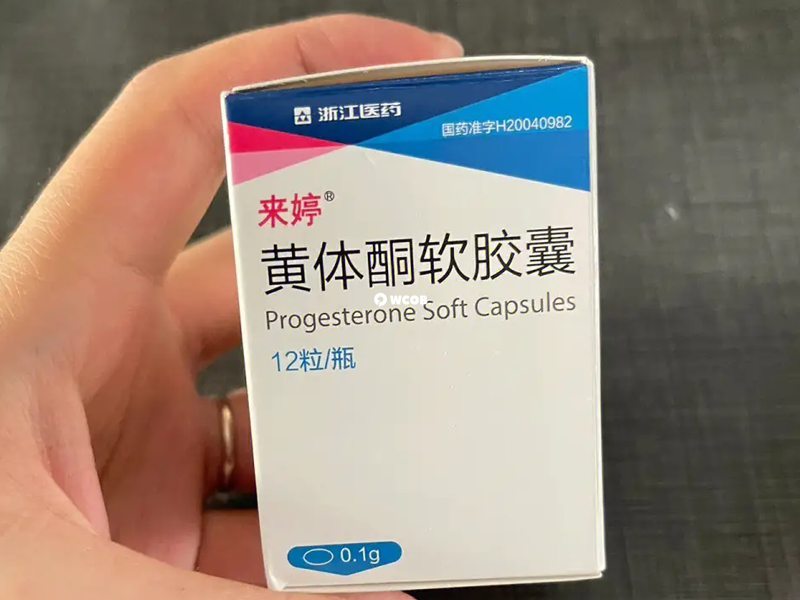 浙江医药
国药准字H20040982
来婷®
黄体酮软胶囊
WCOB
Progesterone Soft Capsules
12粒/瓶
0.1g